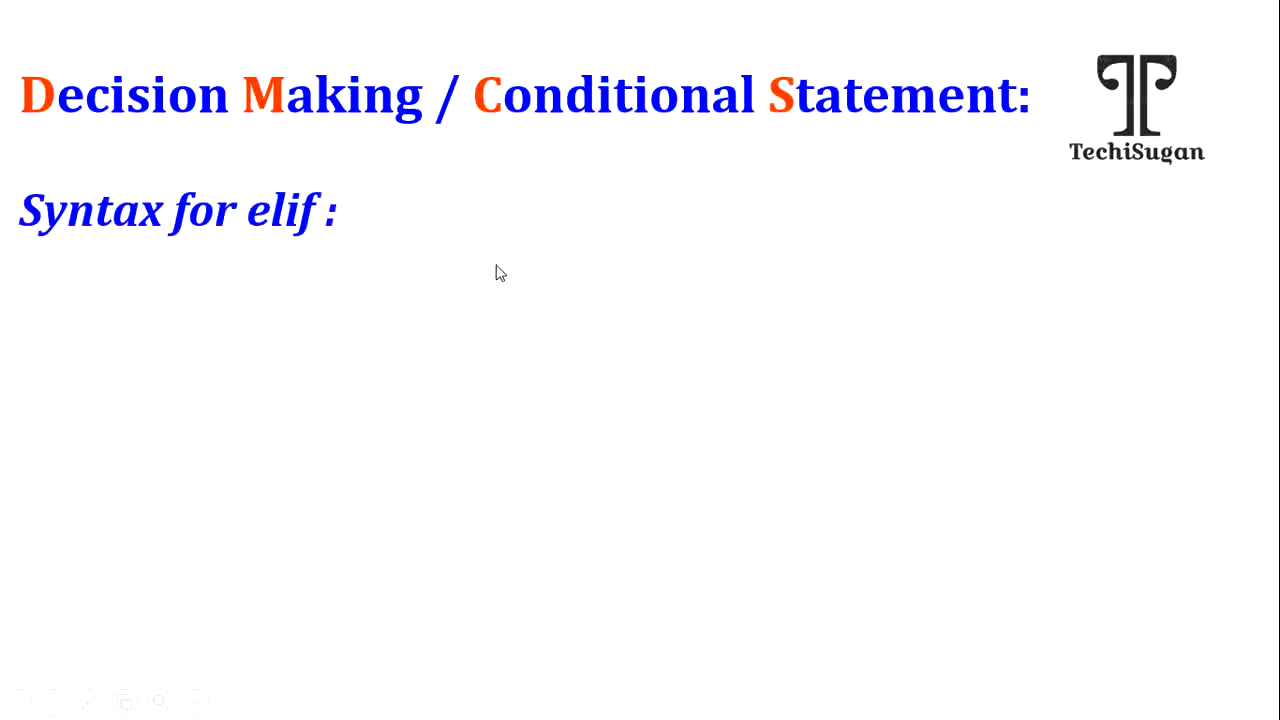 Decision Making / Conditional Statement:
TechiSugan
Syntax for elif :